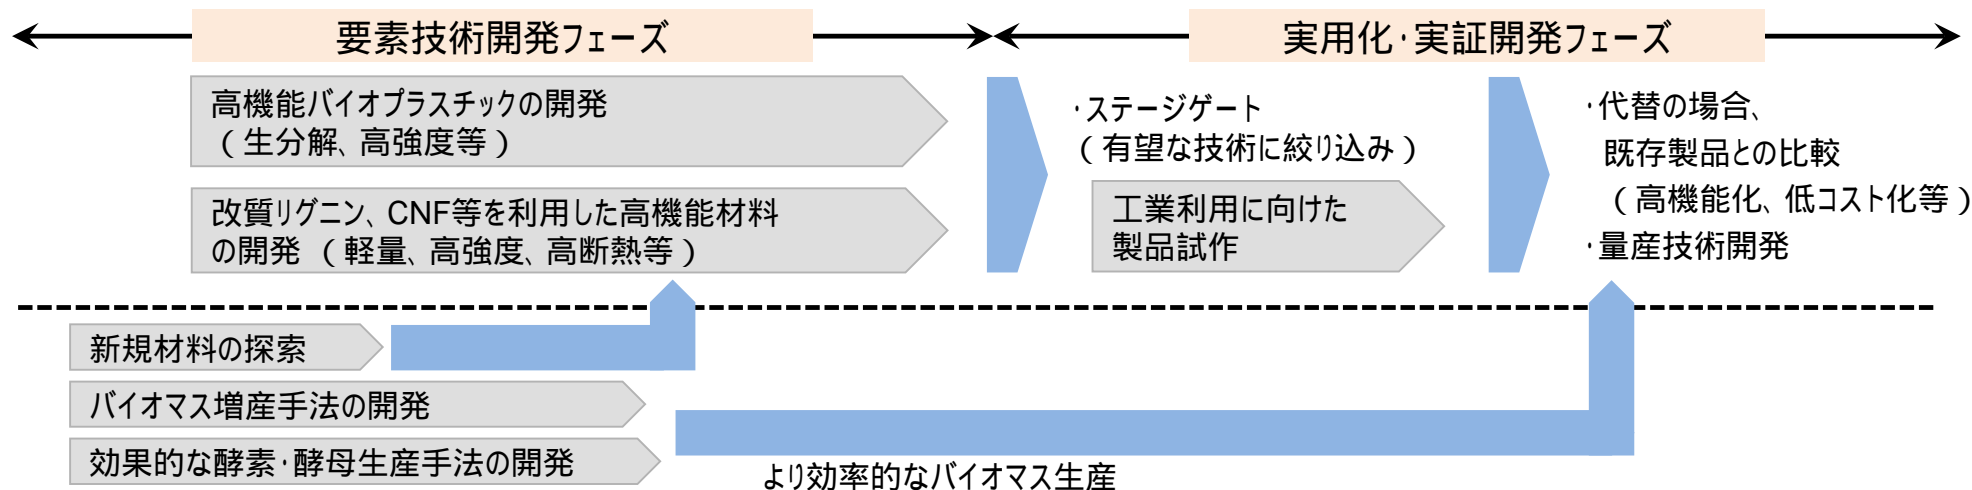 要素技術開発フェーズ
実用化・実証開発フェーズ
高機能バイオプラスチックの開発
（生分解、高強度等）
改質リグニン、CNF等を利用した高機能材料
の開発 （軽量、高強度、高断熱等）
・ステージゲート
（有望な技術に絞り込み）
工業利用に向けた
製品試作
・代替の場合、
既存製品との比較
（高機能化、低コスト化等）
・量産技術開発
新規材料の探索
バイオマス増産手法の開発
効果的な酵素・酵母生産手法の開発
より効率的なバイオマス生産